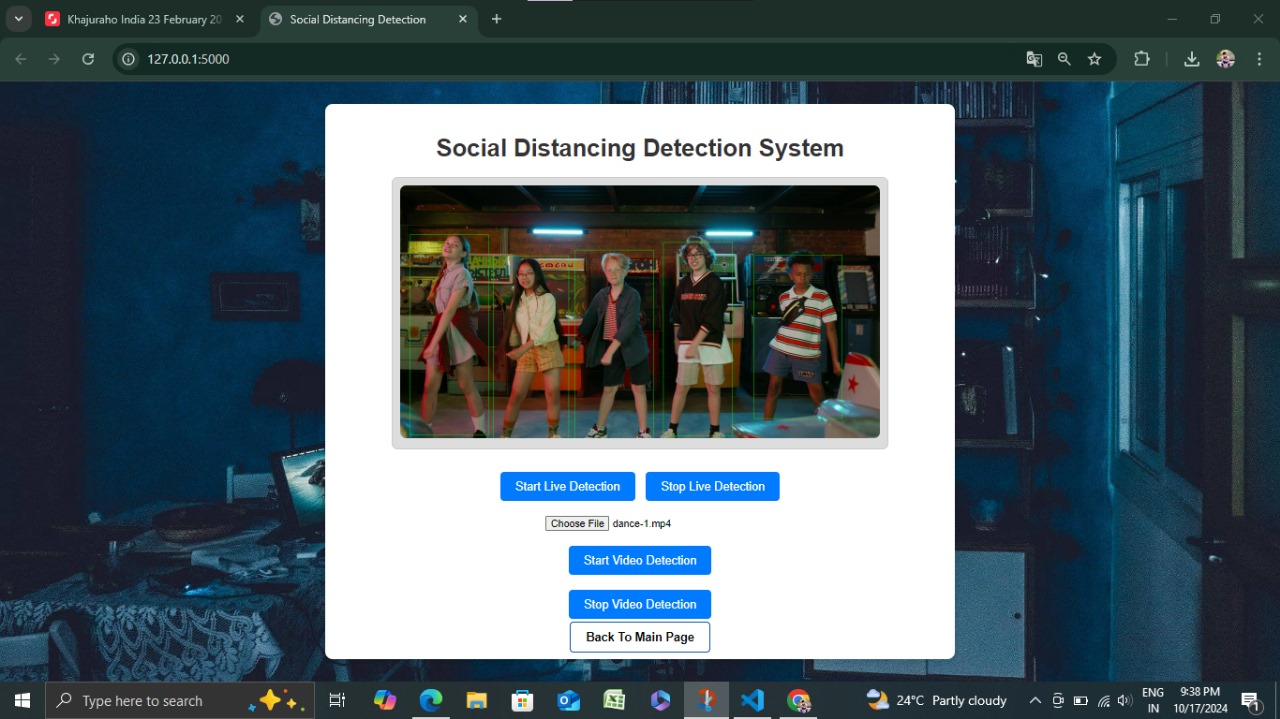 Khajuraho India 23 February 20
Social Distancing Detection
127.0.0.1:5000
Social Distancing Detection System
Start Live Detection
Stop Live Detection
Choose File dance-1.mp4
Start Video Detection
Stop Video Detection
Back To Main Page
Type here to search
24°C Partly cloudy
ENG
IN
9:38 PM
10/17/2024
1